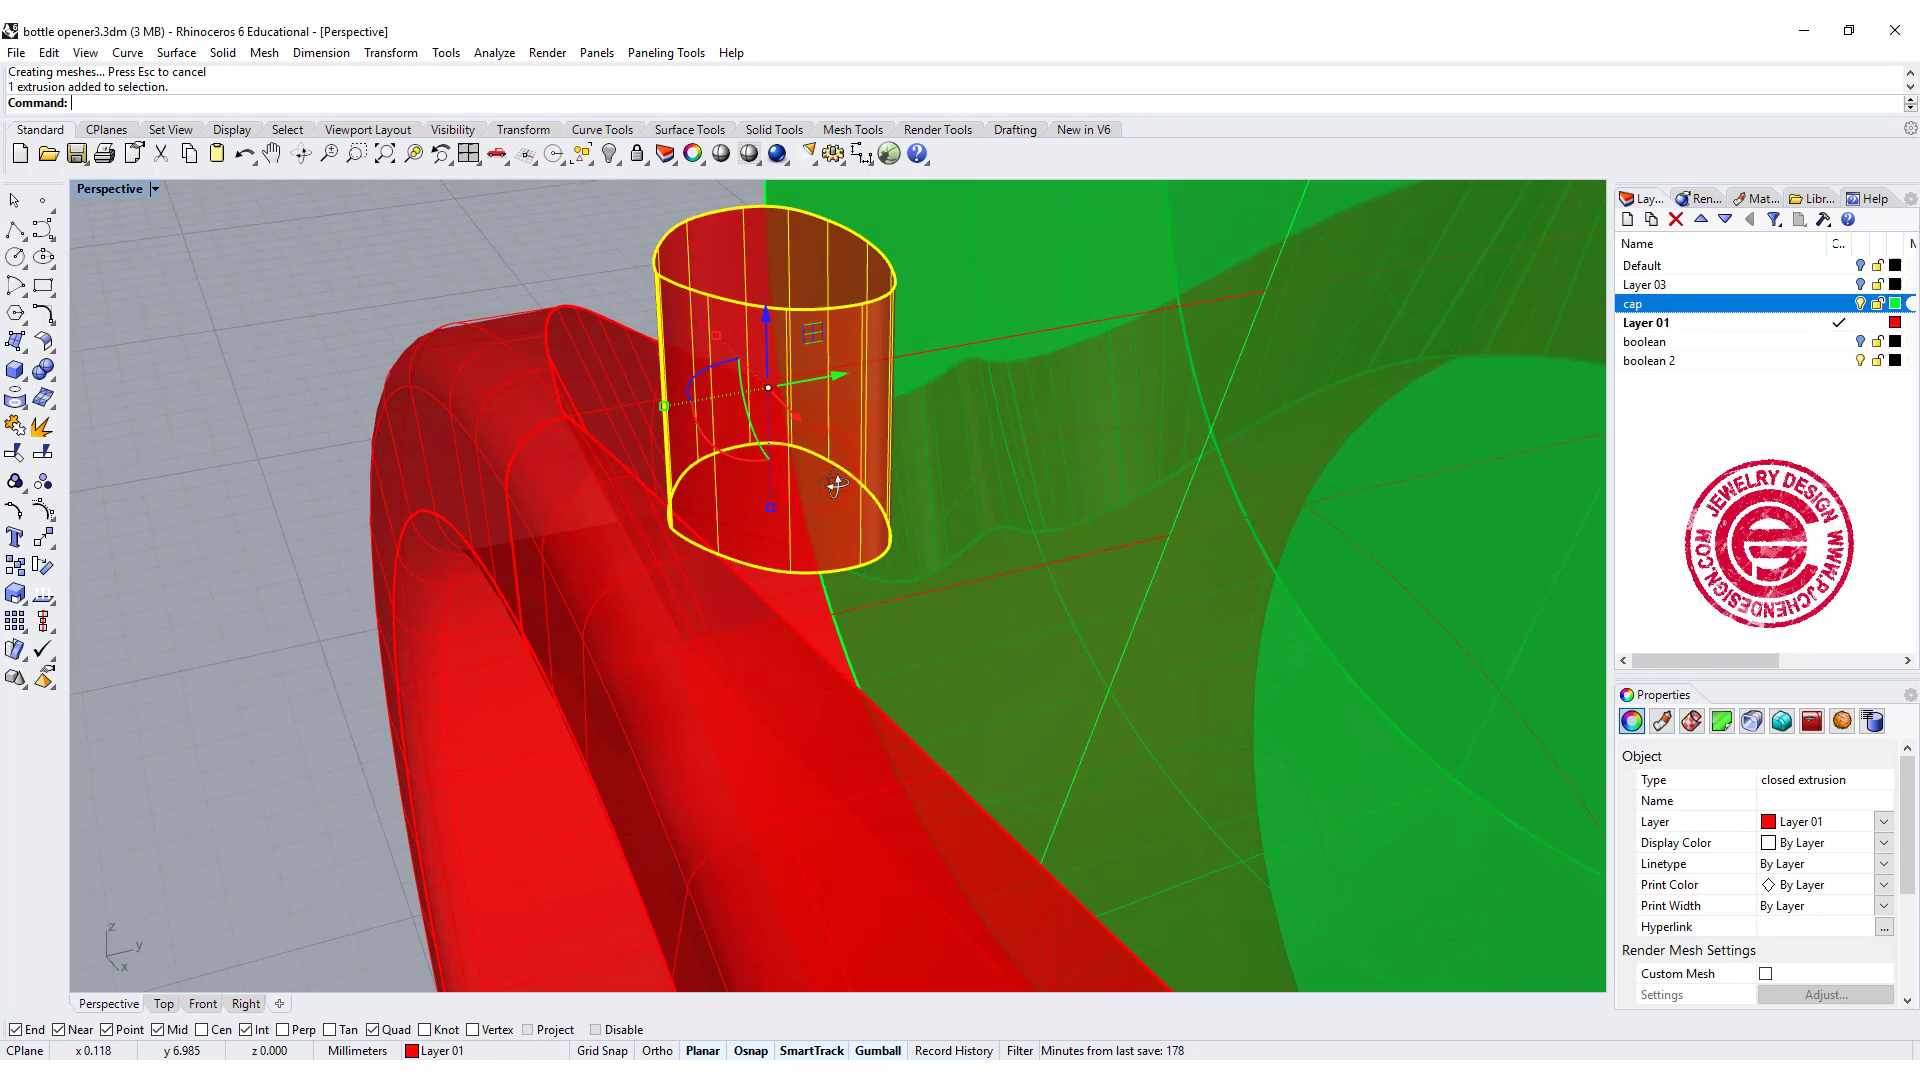 bottle opener3.3dm (3 MB) - Rhinoceros 6 Educational - [Perspective]
File Edit View Curve Surface Solid Mesh Dimension Transform Tools Analyze Render Panels Paneling Tools Help
Creating meshes... Press Esc to cancel
1 extrusion added to selection.
Command:
Standard CPlanes Set View Display Select Viewport Layout Visibility Transform Curve Tools Surface Tools Solid Tools Mesh Tools Render Tools Drafting New in V6
Perspective
Lay... Ren... Mat... Libr... Help
Name C.. M
Default
Layer 03
cap
Layer 01
boolean
boolean 2
JEWELRY DESIGN WWW.PJCHENDESIGN.COM
Properties
Object
Type closed extrusion
Name
Layer Layer 01
Display Color By Layer
Linetype By Layer
Print Color By Layer
Print Width By Layer
Hyperlink ...
Render Mesh Settings
Custom Mesh
Settings Adjust...
z
y
x
Perspective Top Front Right
End Near Point Mid Cen Int Perp Tan Quad Knot Vertex Project Disable
CPlane x 0.118 y 6.985 z 0.000 Millimeters Layer 01 Grid Snap Ortho Planar Osnap SmartTrack Gumball Record History Filter Minutes from last save: 178